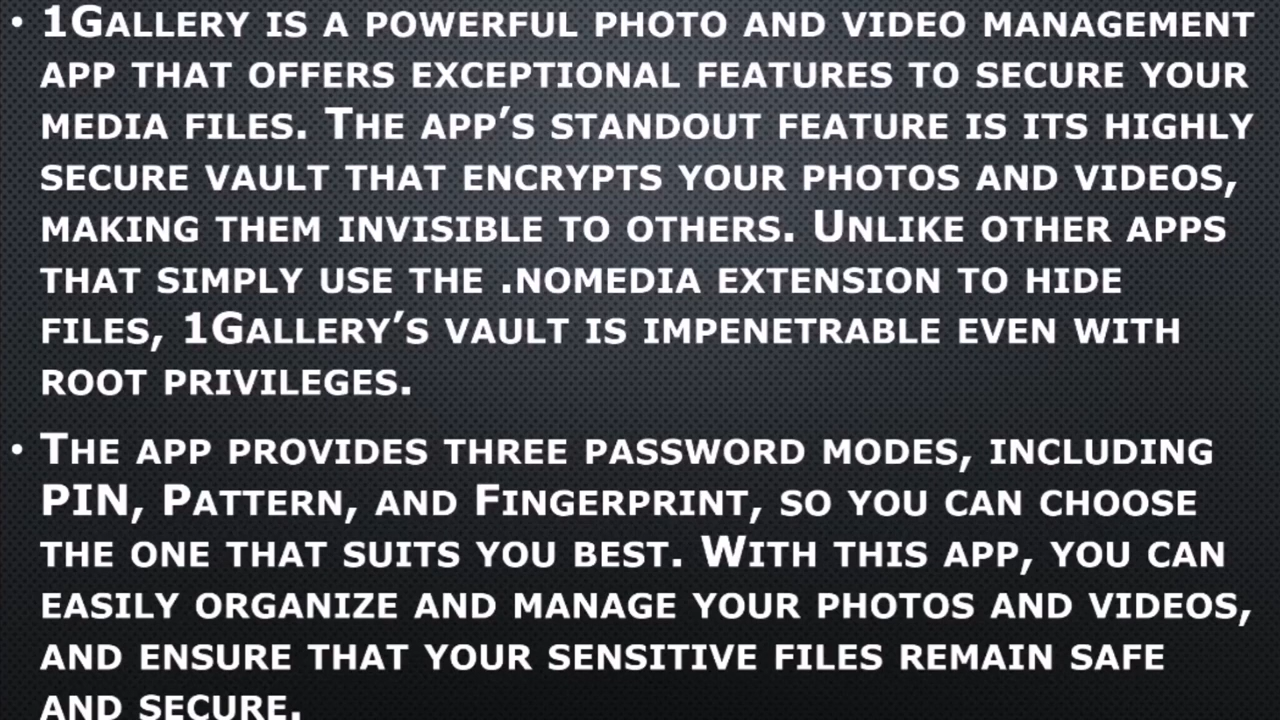 • 1Gallery is a powerful photo and video management
app that offers exceptional features to secure your
media files. The app’s standout feature is its highly
secure vault that encrypts your photos and videos,
making them invisible to others. Unlike other apps
that simply use the .nomedia extension to hide
files, 1Gallery’s vault is impenetrable even with
root privileges.
• The app provides three password modes, including
PIN, Pattern, and Fingerprint, so you can choose
the one that suits you best. With this app, you can
easily organize and manage your photos and videos,
and ensure that your sensitive files remain safe
and secure.